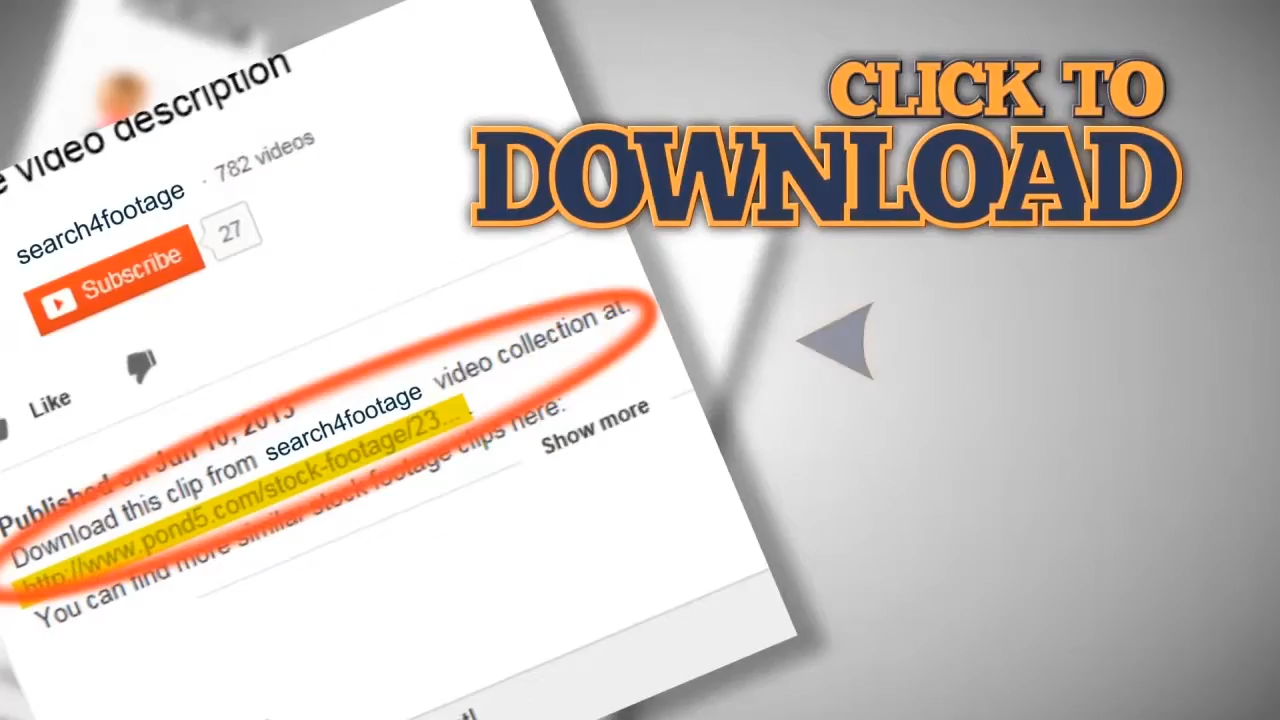 CLICK TO
DOWNLOAD
e video description
search4footage · 782 videos
Subscribe 27
Like
Published on Jun 10, 2013
Download this clip from search4footage video collection at:
http://www.pond5.com/stock-footage/23...
You can find more similar stock footage clips here:
Show more